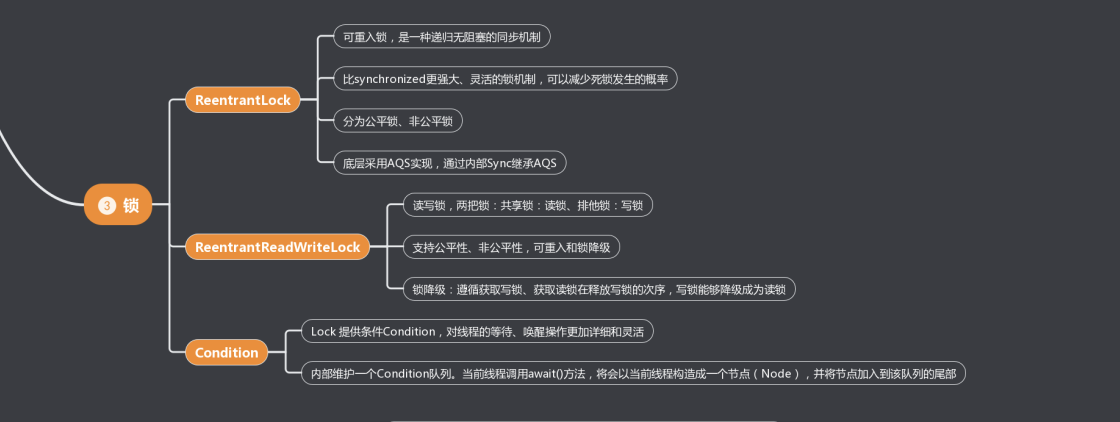 ③ 锁
ReentrantLock
可重入锁，是一种递归无阻塞的同步机制
比synchronized更强大、灵活的锁机制，可以减少死锁发生的概率
分为公平锁、非公平锁
底层采用AQS实现，通过内部Sync继承AQS
ReentrantReadWriteLock
读写锁，两把锁：共享锁：读锁、排他锁：写锁
支持公平性、非公平性，可重入和锁降级
锁降级：遵循获取写锁、获取读锁在释放写锁的次序，写锁能够降级成为读锁
Condition
Lock 提供条件Condition，对线程的等待、唤醒操作更加详细和灵活
内部维护一个Condition队列。当前线程调用await()方法，将会以当前线程构造成一个节点（Node），并将节点加入到该队列的尾部